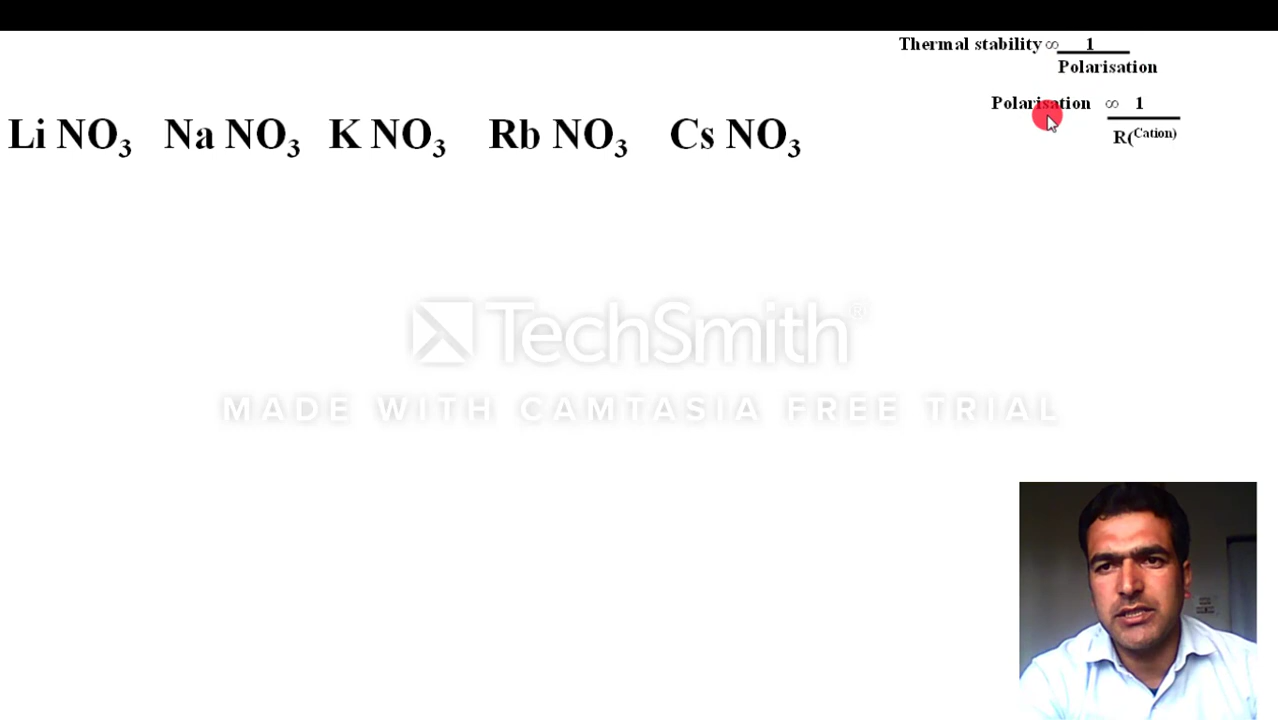 Thermal stability ∞ 1
Polarisation
Polarisation ∞ 1
R(Cation)
Li NO3 Na NO3 K NO3 Rb NO3 Cs NO3
TechSmith®
MADE WITH CAMTASIA FREE TRIAL